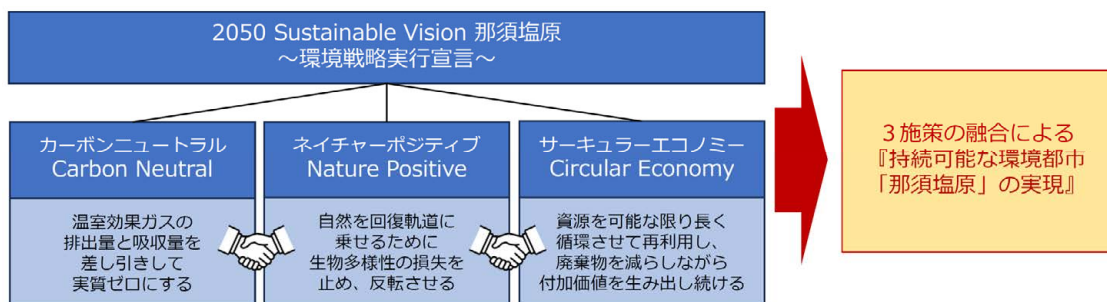 2050 Sustainable Vision 那須塩原
～環境戦略実行宣言～
カーボンニュートラル
Carbon Neutral
温室効果ガスの
排出量と吸収量を
差し引きして
実質ゼロにする
ネイチャーポジティブ
Nature Positive
自然を回復軌道に
乗せるために
生物多様性の損失を
止め、反転させる
サーキュラーエコノミー
Circular Economy
資源を可能な限り長く
循環させて再利用し、
廃棄物を減らしながら
付加価値を生み出し続ける
３施策の融合による
『持続可能な環境都市
「那須塩原」の実現』